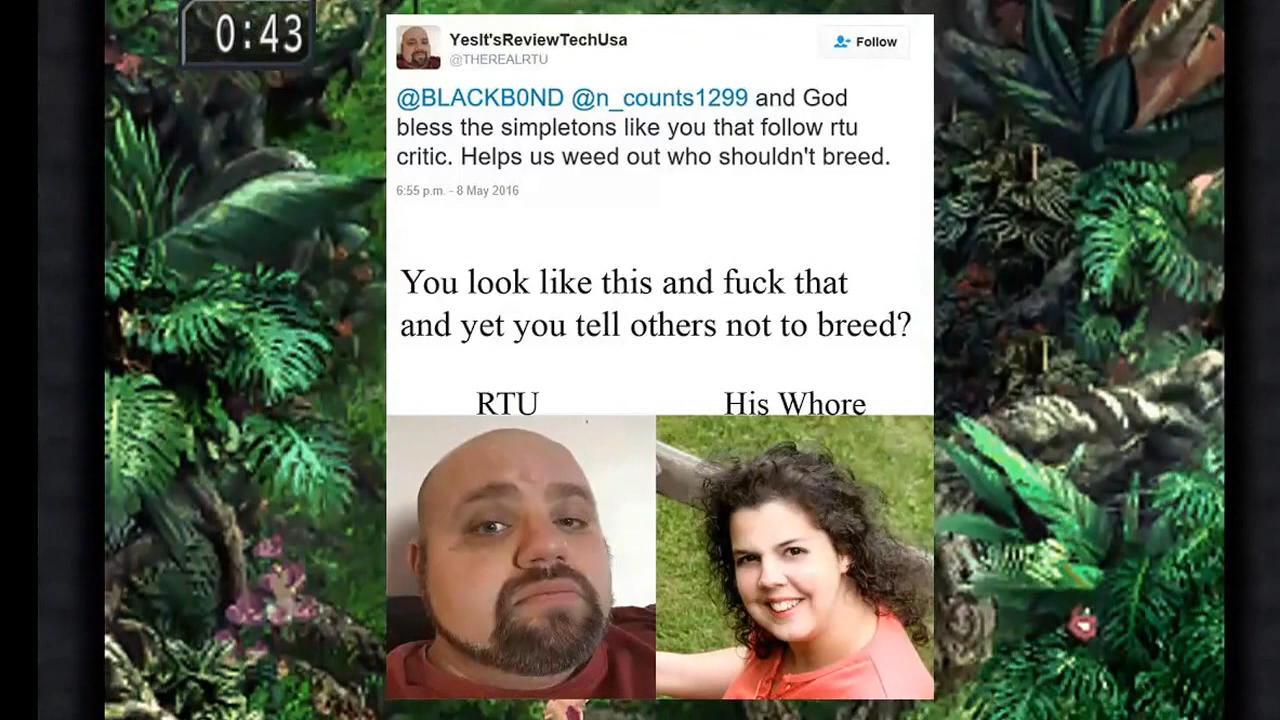 0:43
YesIt'sReviewTechUsa
@THEREALRTU
Follow
@BLACKB0ND @n_counts1299 and God
bless the simpletons like you that follow rtu
critic. Helps us weed out who shouldn't breed.
6:55 p.m. - 8 May 2016
You look like this and fuck that
and yet you tell others not to breed?
RTU
His Whore